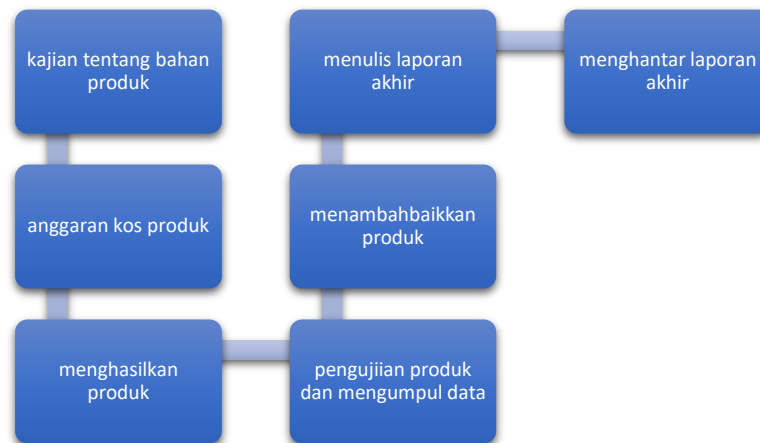 kajian tentang bahan
produk
anggaran kos produk
menghasilkan
produk
pengujiian produk
dan mengumpul data
menambahbaikkan
produk
menulis laporan
akhir
menghantar laporan
akhir